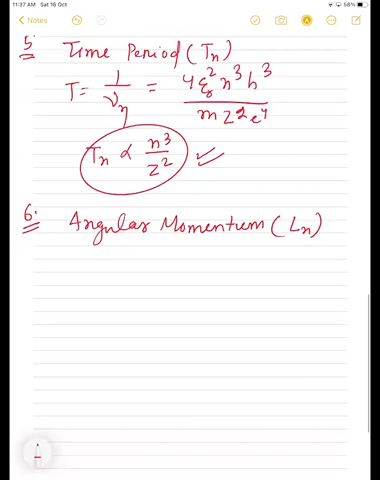 11:37 AM Sat 16 Oct 58%
Notes
5. Time Period (Tn)
T = 1/νn = 4ε₀²n³h³/mZ²e⁴
Tn ∝ n³/Z²
6. Angular Momentum (Ln)